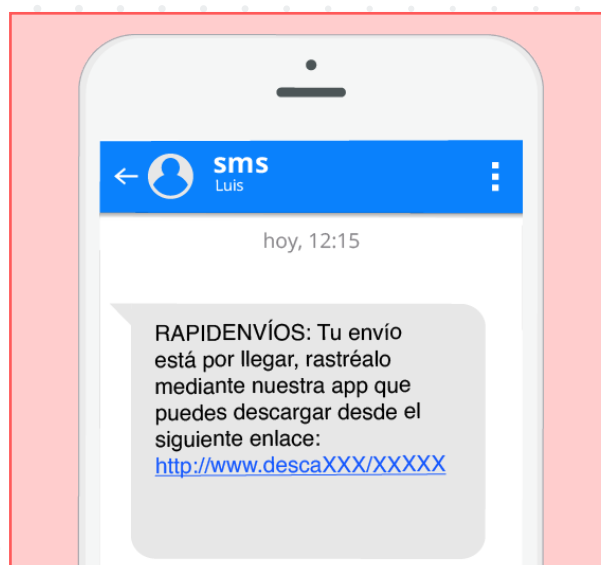 sms
Luis
hoy, 12:15
RAPIDENVÍOS: Tu envío
está por llegar, rastréalo
mediante nuestra app que
puedes descargar desde el
siguiente enlace:
http://www.descaXXX/XXXXX